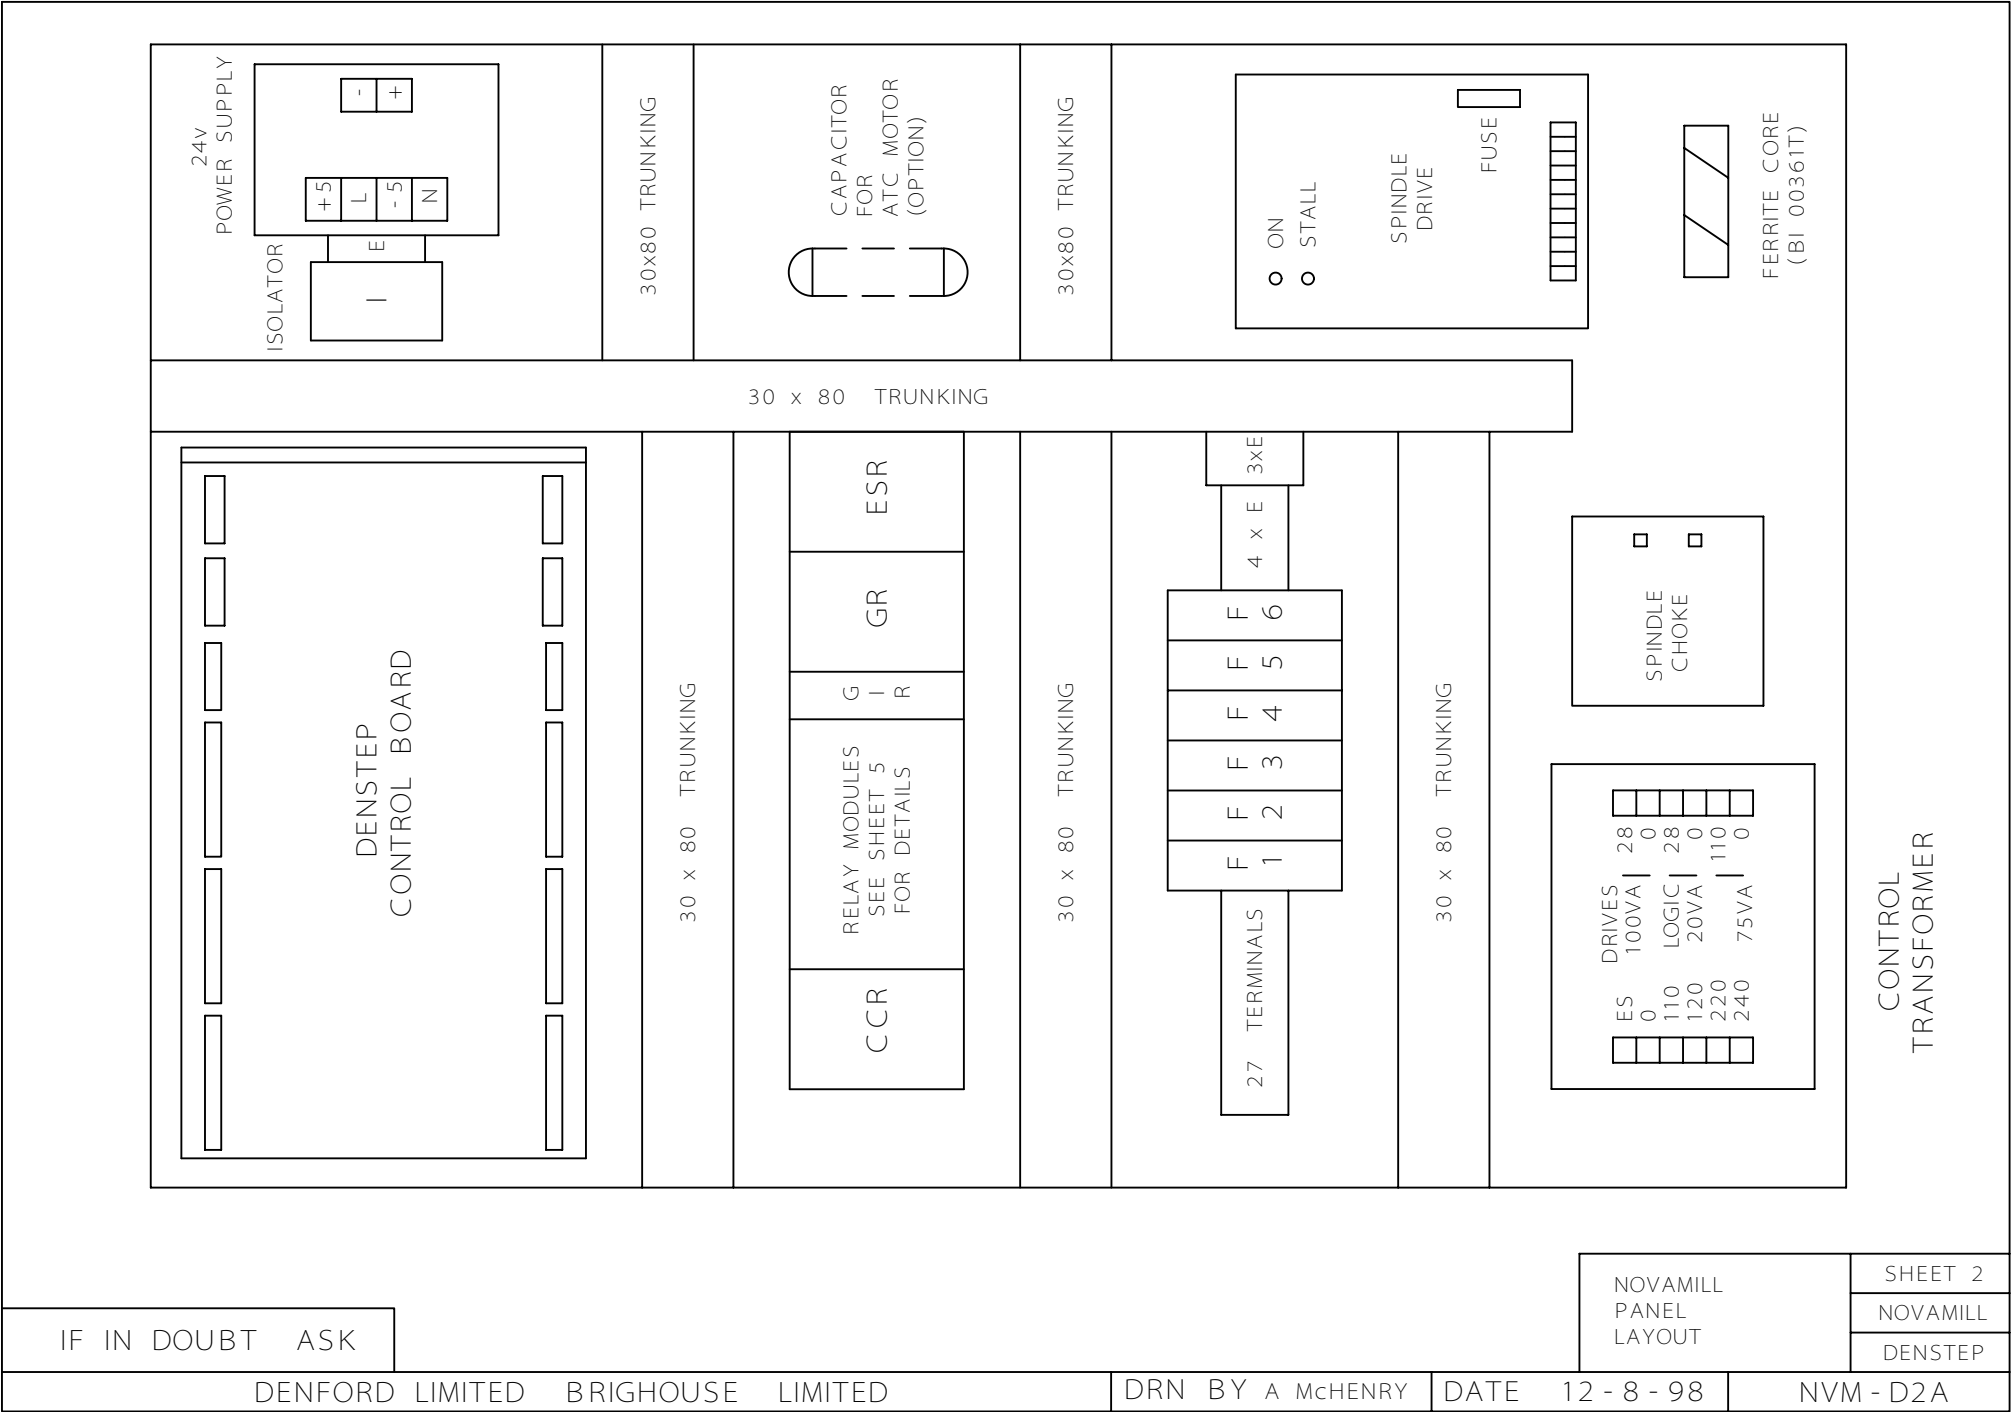 24v
POWER SUPPLY
- +
+5
L
-5
N
E
ISOLATOR
I
30x80 TRUNKING
CAPACITOR
FOR
ATC MOTOR
(OPTION)
30x80 TRUNKING
ON
STALL
SPINDLE
DRIVE
FUSE
FERRITE CORE
(BI 00361T)
30 x 80 TRUNKING
DENSTEP
CONTROL BOARD
30 x 80 TRUNKING
ESR
GR
G
I
R
RELAY MODULES
SEE SHEET 5
FOR DETAILS
CCR
30 x 80 TRUNKING
3xE
4 x E
F 6
F 5
F 4
F 3
F 2
F 1
27 TERMINALS
30 x 80 TRUNKING
SPINDLE
CHOKE
DRIVES
100VA
28
0
LOGIC
20VA
28
0
75VA
110
0
ES
0
110
120
220
240
CONTROL
TRANSFORMER
NOVAMILL
PANEL
LAYOUT
SHEET 2
NOVAMILL
DENSTEP
IF IN DOUBT ASK
DENFORD LIMITED BRIGHOUSE LIMITED
DRN BY A McHENRY
DATE 12-8-98
NVM-D2A